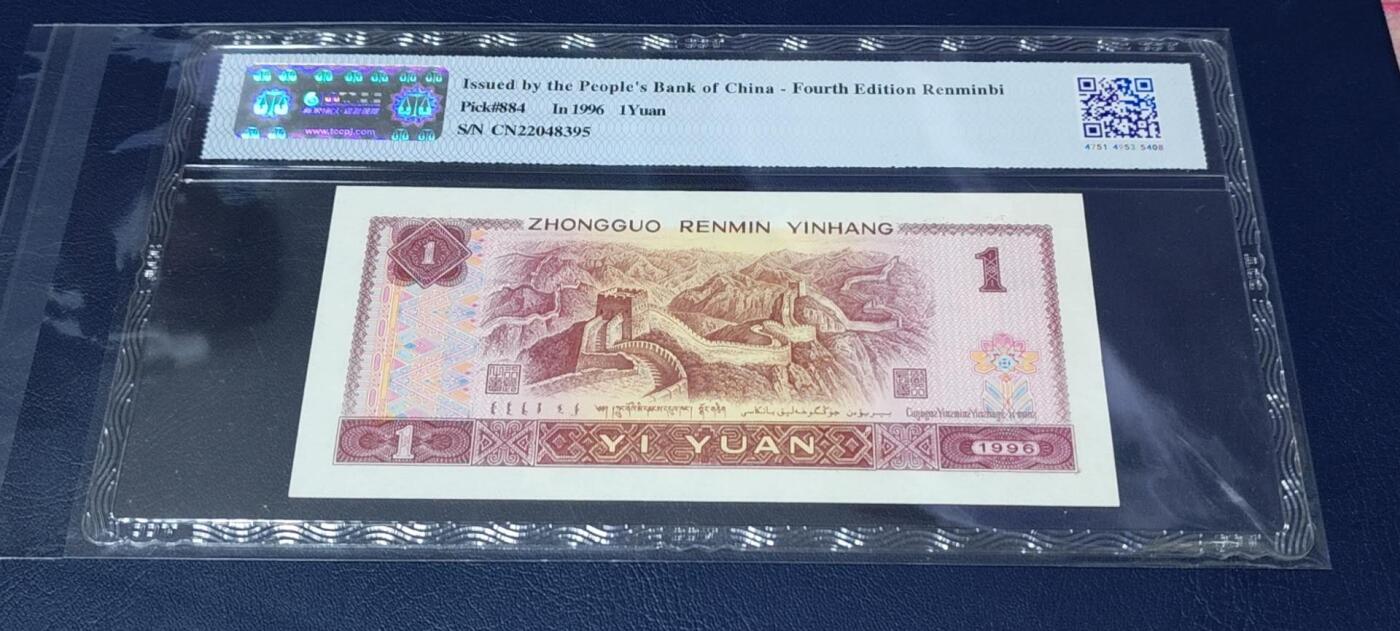 Issued by the People's Bank of China - Fourth Edition Renminbi
Pick#884 In 1996 1Yuan
S/N CN22048395
www.tccpj.com
4751 4953 5408
ZHONGGUO RENMIN YINHANG
1
1
1
YI YUAN
1996